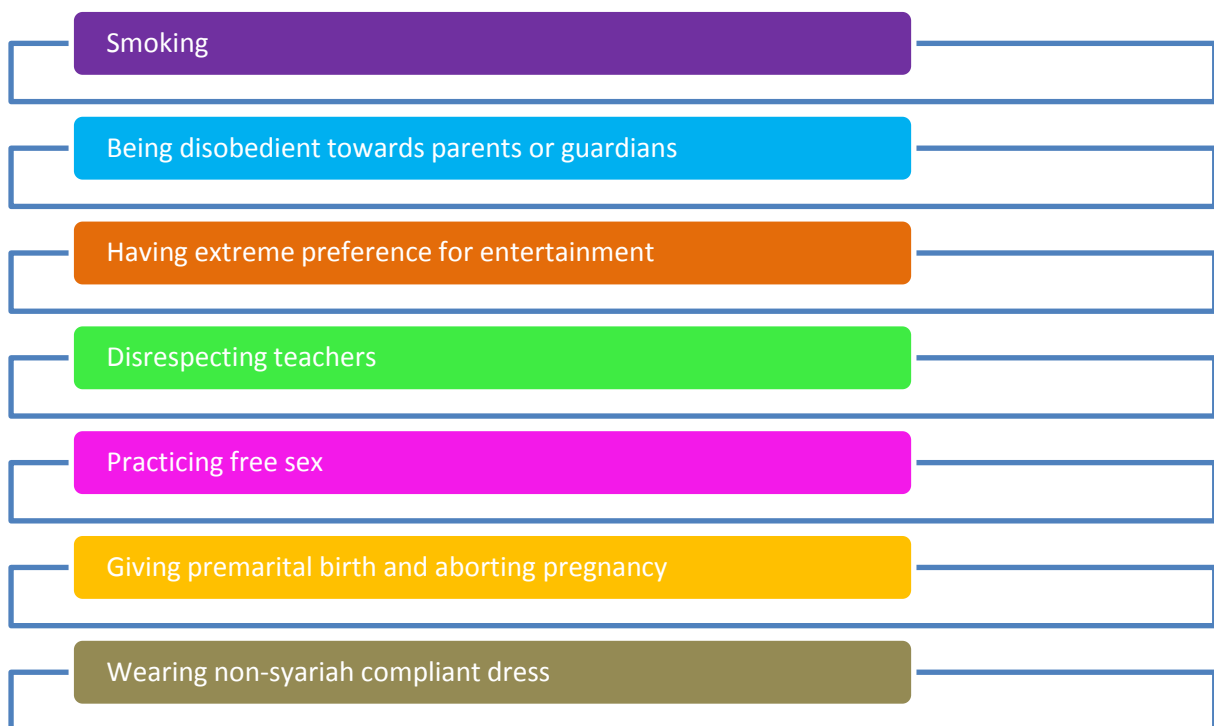 Smoking
Being disobedient towards parents or guardians
Having extreme preference for entertainment
Disrespecting teachers
Practicing free sex
Giving premarital birth and aborting pregnancy
Wearing non-syariah compliant dress